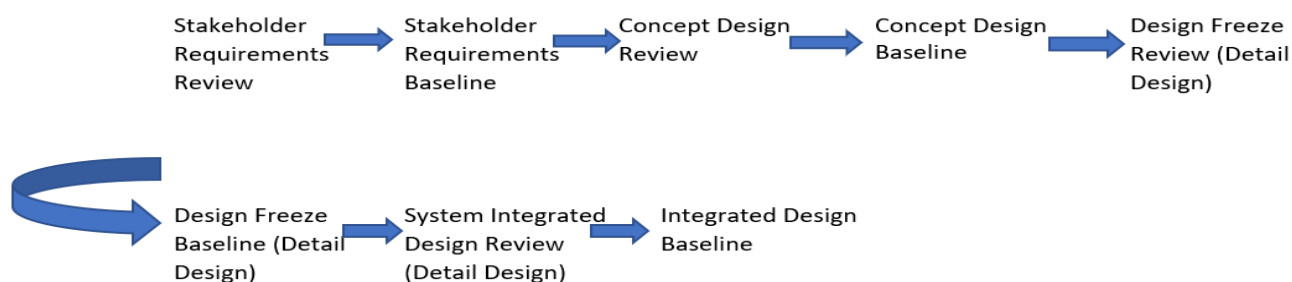 Stakeholder
Requirements
Review
Stakeholder
Requirements
Baseline
Concept Design
Review
Concept Design
Baseline
Design Freeze
Review (Detail
Design)
Design Freeze
Baseline (Detail
Design)
System Integrated
Design Review
(Detail Design)
Integrated Design
Baseline